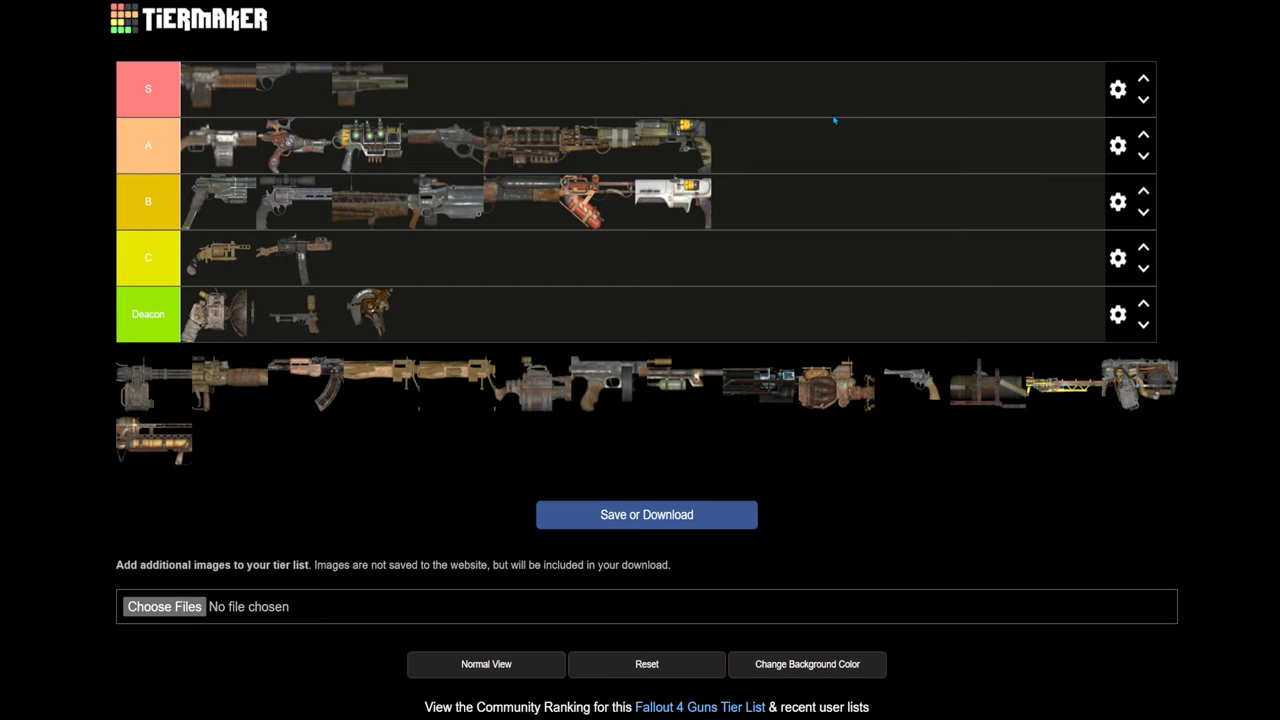 TiERMAKER
S
A
B
C
Deacon
Save or Download
Add additional images to your tier list. Images are not saved to the website, but will be included in your download.
Choose Files No file chosen
Normal View
Reset
Change Background Color
View the Community Ranking for this Fallout 4 Guns Tier List & recent user lists